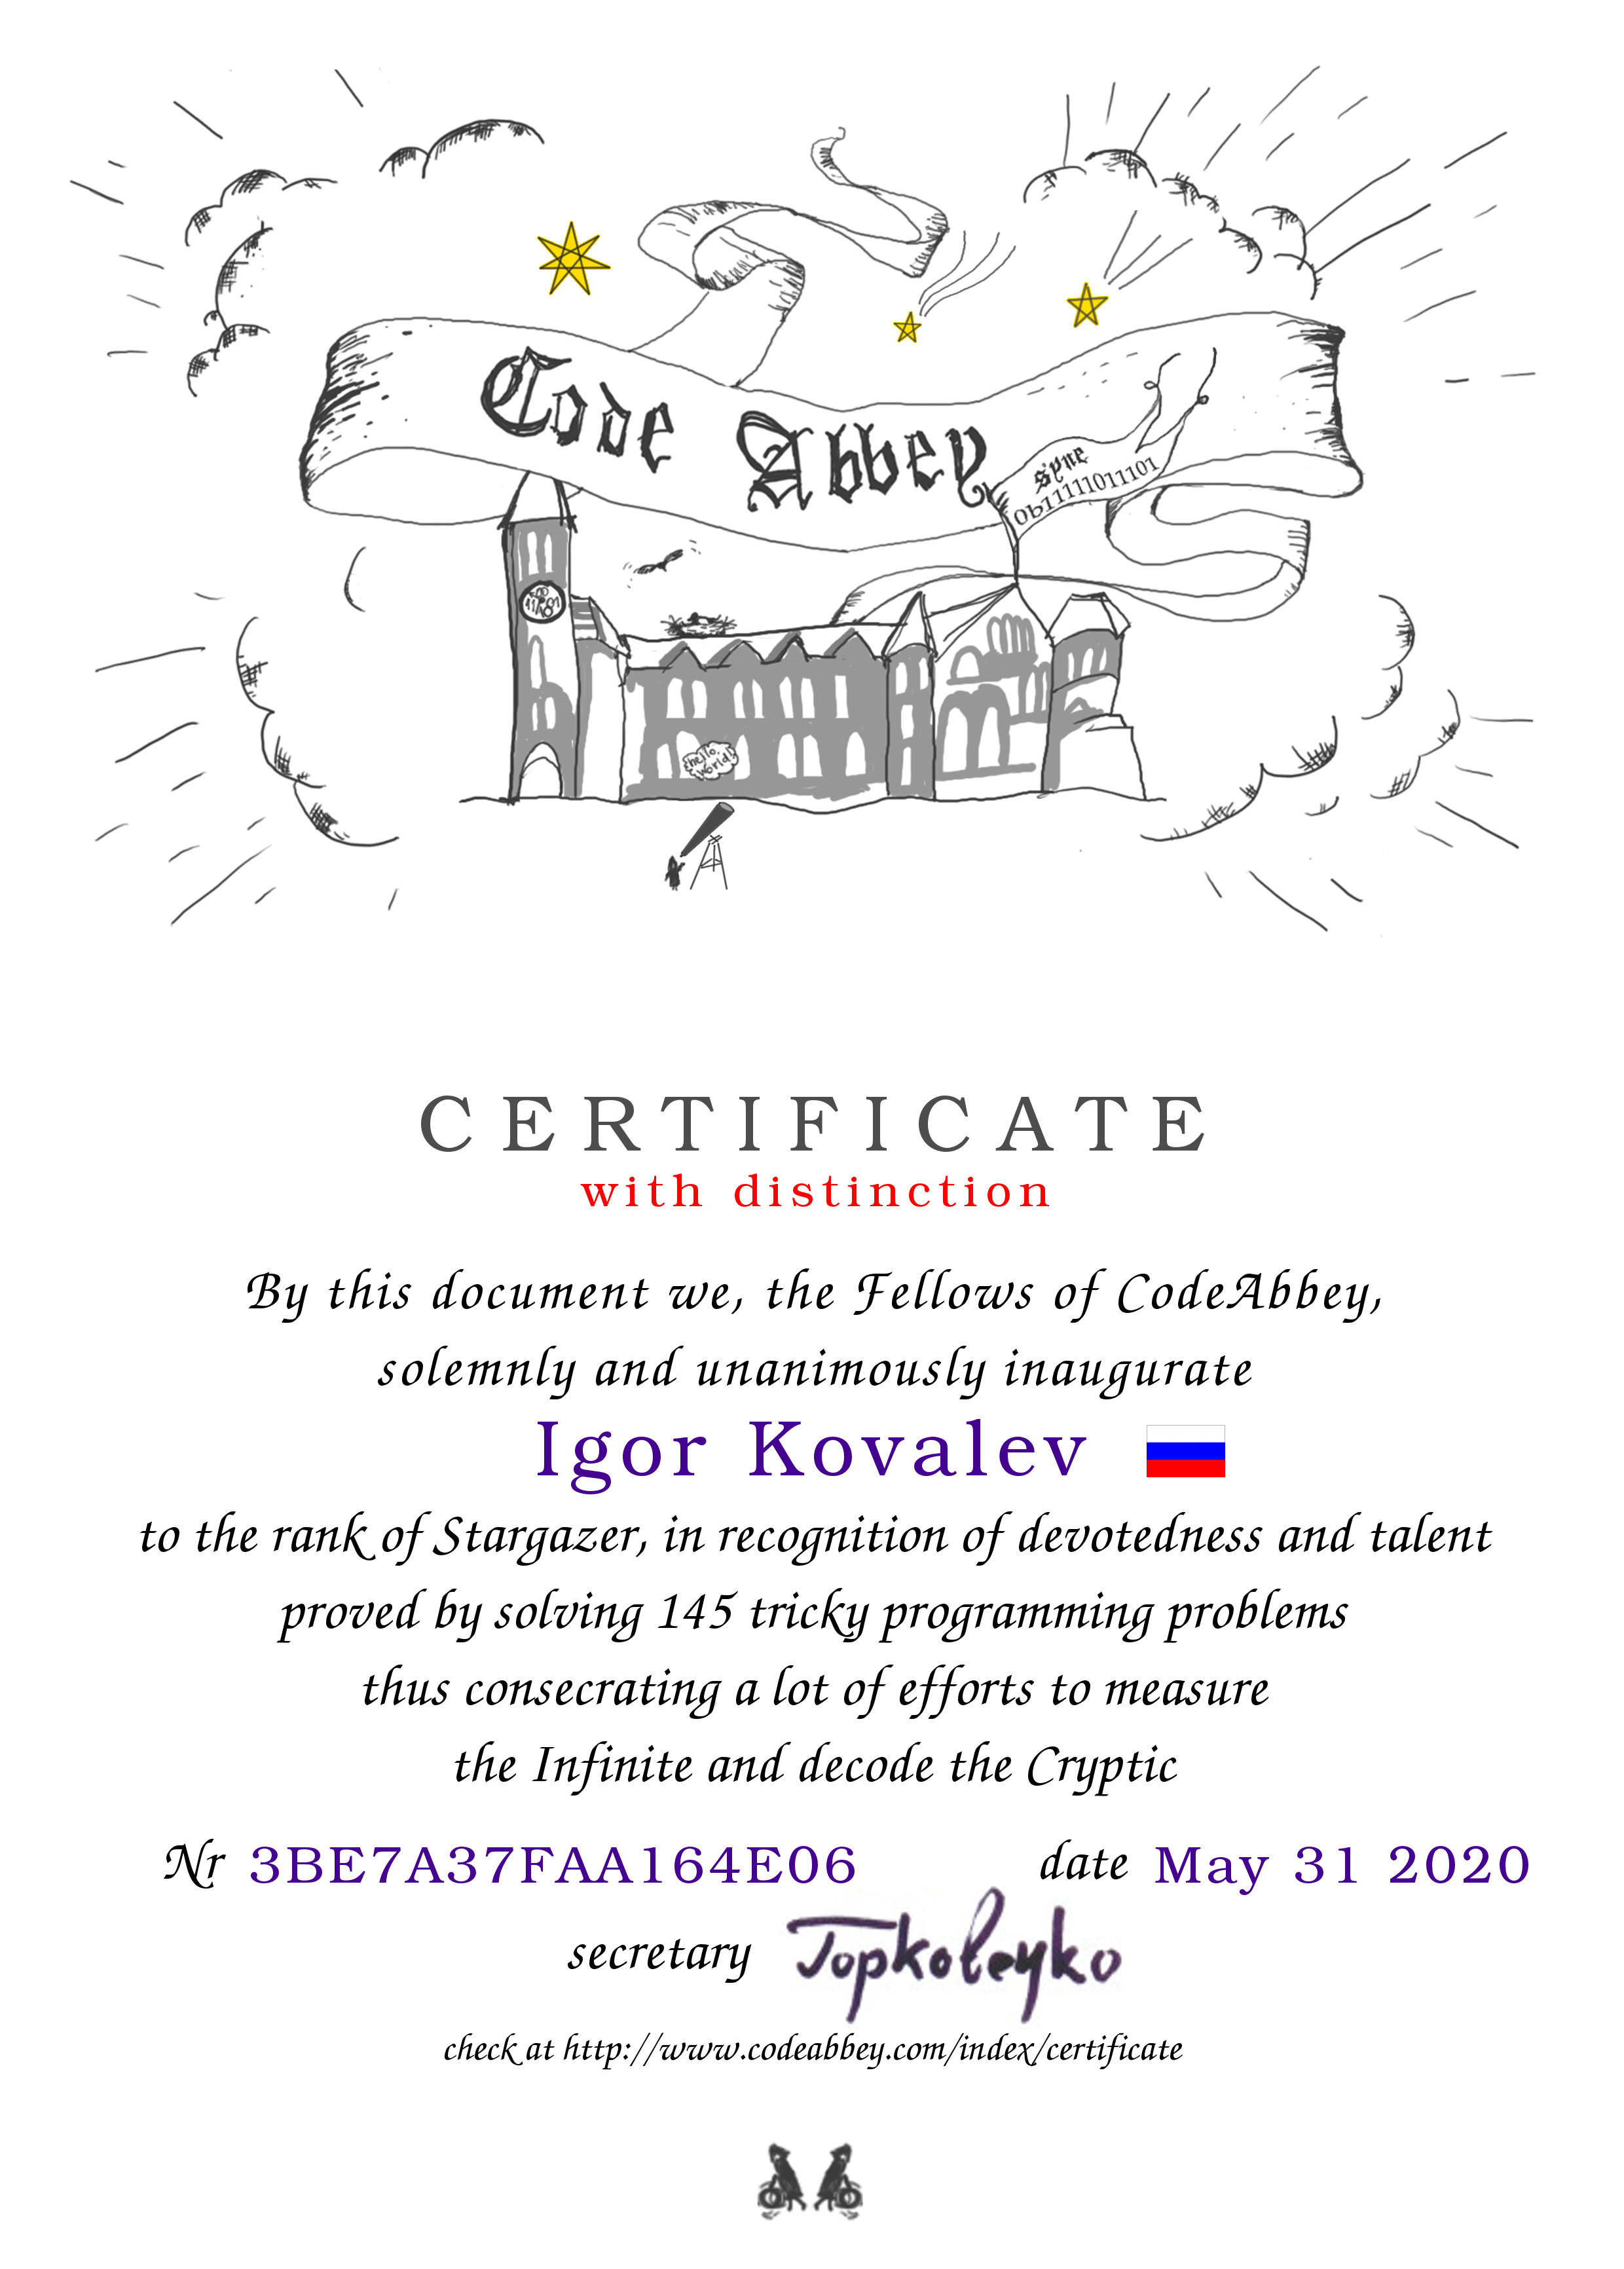 Code Abbey
syne
0b11111011101
hello,
world!
CERTIFICATE
with distinction
By this document we, the Fellows of CodeAbbey,
solemnly and unanimously inaugurate
Igor Kovalev
to the rank of Stargazer, in recognition of devotedness and talent
proved by solving 145 tricky programming problems
thus consecrating a lot of efforts to measure
the Infinite and decode the Cryptic
Nr 3BE7A37FAA164E06 date May 31 2020
secretary
check at http://www.codeabbey.com/index/certificate